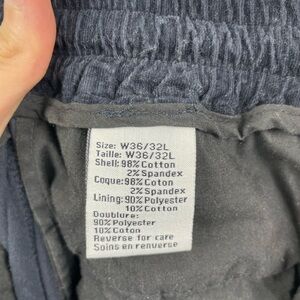 Size: W36/32L
Taille: W36/32L
Shell: 98% Cotton
2% Spandex
Coque: 98% Coton
2% Spandex
Lining: 90% Polyester
10% Cotton
Doublure:
90% Polyester
10% Coton
Reverse for care
Soins en renverse